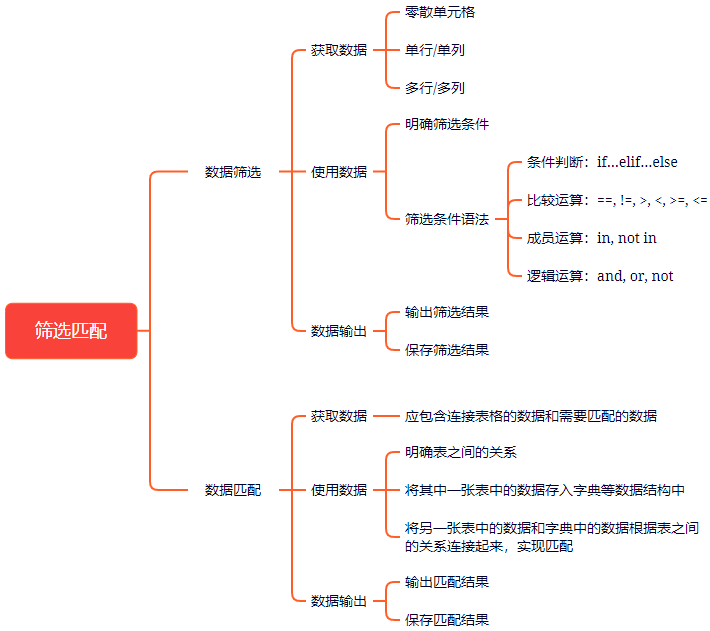 筛选匹配
数据筛选
获取数据
零散单元格
单行/单列
多行/多列
使用数据
明确筛选条件
筛选条件语法
条件判断：if...elif...else
比较运算：==, !=, >, <, >=, <=
成员运算：in, not in
逻辑运算：and, or, not
数据输出
输出筛选结果
保存筛选结果
数据匹配
获取数据
应包含连接表格的数据和需要匹配的数据
使用数据
明确表之间的关系
将其中一张表中的数据存入字典等数据结构中
将另一张表中的数据和字典中的数据根据表之间
的关系连接起来，实现匹配
数据输出
输出匹配结果
保存匹配结果